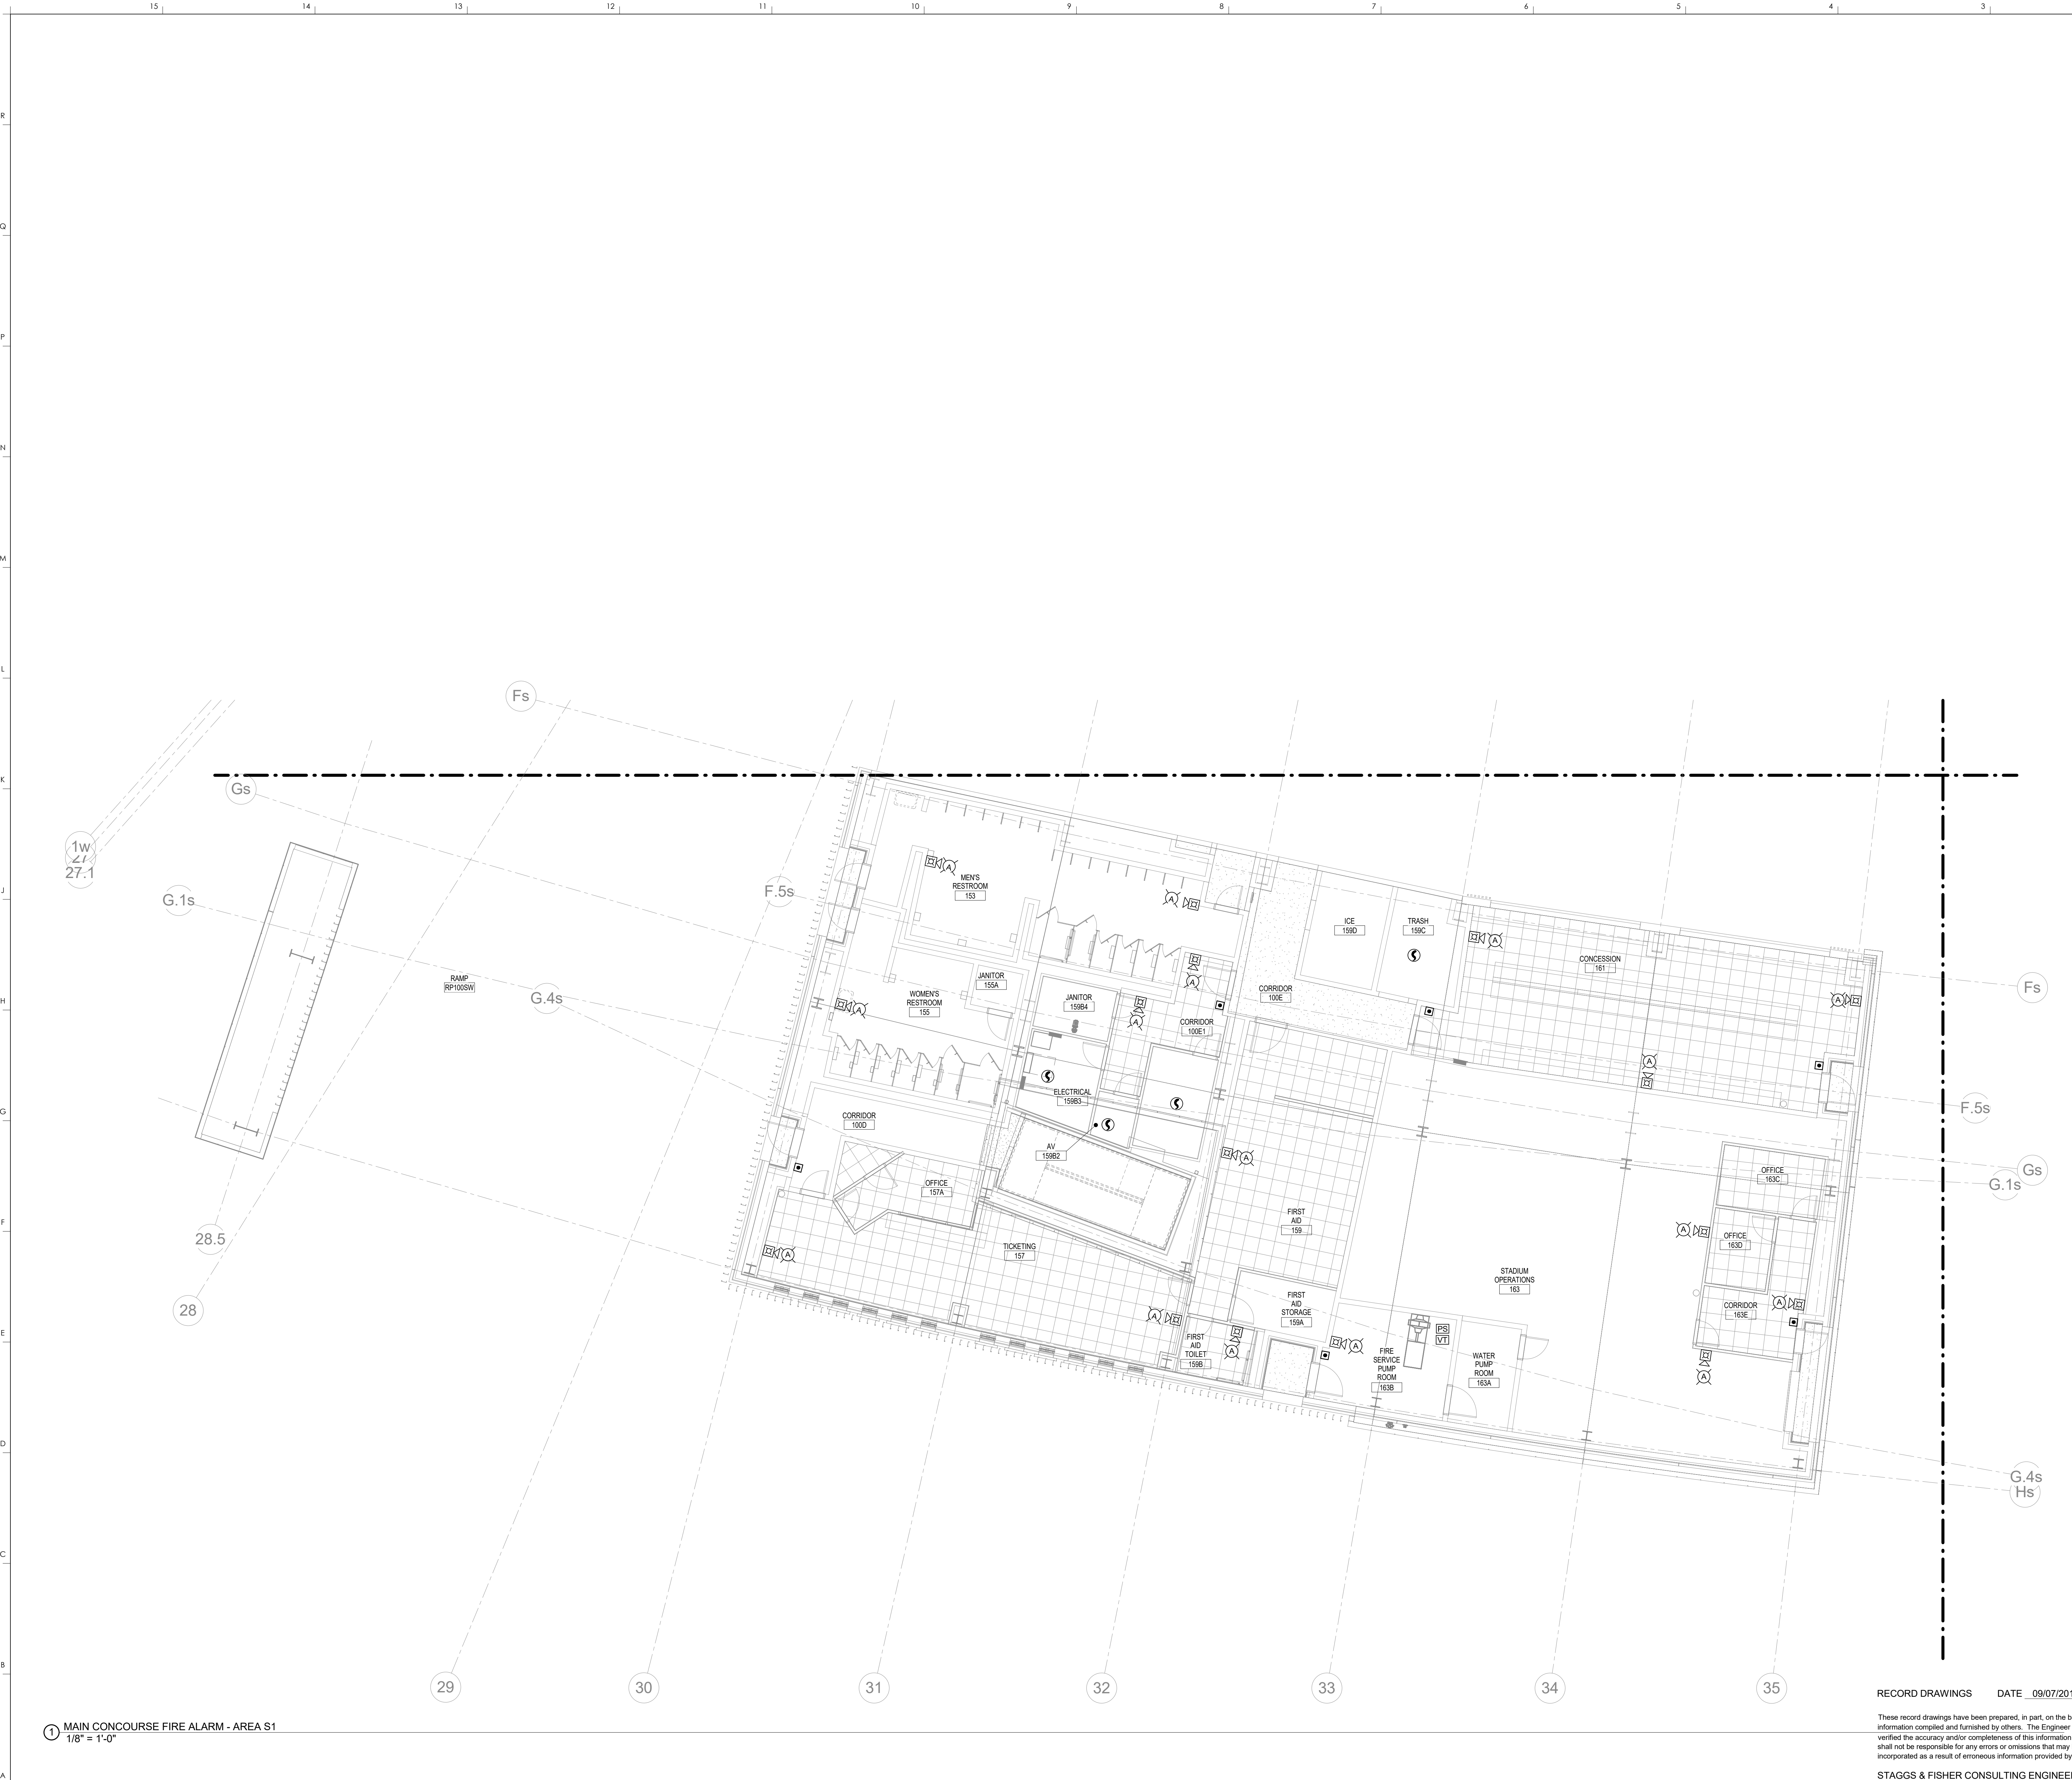 15 14 13 12 11 10 9 8 7 6 5 4 3
R
Q
P
N
M
L
K
J
H
G
F
E
D
C
B
A
Fs
Gs
1w
27
27.1
G.1s
F.5s
G.4s
28.5
28
RAMP
RP100SW
MEN'S
RESTROOM
153
A
A
ICE
159D
TRASH
159C
A
CONCESSION
161
A
A
JANITOR
155A
WOMEN'S
RESTROOM
155
A
JANITOR
159B4
A
A
CORRIDOR
100E1
CORRIDOR
100E
Fs
ELECTRICAL
159B3
CORRIDOR
100D
AV
159B2
A
F.5s
OFFICE
157A
OFFICE
163C
Gs
G.1s
FIRST
AID
159
A
OFFICE
163D
TICKETING
157
A
STADIUM
OPERATIONS
163
FIRST
AID
STORAGE
159A
A
A
CORRIDOR
163E
A
FIRST
AID
TOILET
159B
A
A
PS
VT
FIRE
SERVICE
PUMP
ROOM
163B
WATER
PUMP
ROOM
163A
A
G.4s
Hs
29
30
31
32
33
34
35
RECORD DRAWINGS DATE 09/07/201
These record drawings have been prepared, in part, on the b
information compiled and furnished by others. The Engineer
verified the accuracy and/or completeness of this information
shall not be responsible for any errors or omissions that may
incorporated as a result of erroneous information provided by
STAGGS & FISHER CONSULTING ENGINEE
1 MAIN CONCOURSE FIRE ALARM - AREA S1
1/8" = 1'-0"